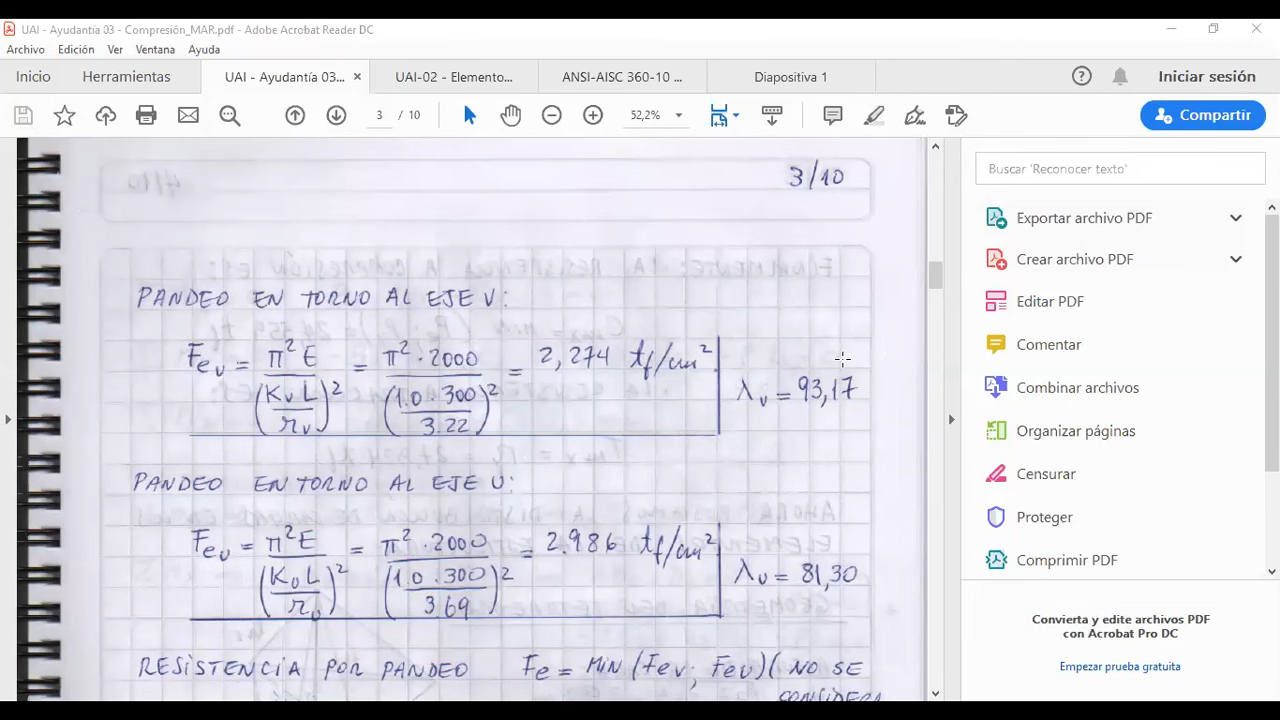 UAI - Ayudantía 03 - Compresión_MAR.pdf - Adobe Acrobat Reader DC
Archivo Edición Ver Ventana Ayuda
Inicio Herramientas UAI - Ayudantía 03... × UAI-02 - Elemento... ANSI-AISC 360-10 ... Diapositiva 1 Iniciar sesión
3 / 10 52,2% Compartir
3/10
PANDEO EN TORNO AL EJE V:
Fev = π²E / (KvL/rv)² = π²·2000 / (1.0·300/3.22)² = 2,274 tf/cm² λv = 93,17
PANDEO EN TORNO AL EJE U:
Feu = π²E / (KuL/ru)² = π²·2000 / (1.0·300/3.69)² = 2.986 tf/cm² λu = 81,30
RESISTENCIA POR PANDEO Fe = MIN (Fev; Feu) ( NO SE
CONSIDERA
Buscar 'Reconocer texto'
Exportar archivo PDF
Crear archivo PDF
Editar PDF
Comentar
Combinar archivos
Organizar páginas
Censurar
Proteger
Comprimir PDF
Convierta y edite archivos PDF
con Acrobat Pro DC
Empezar prueba gratuita